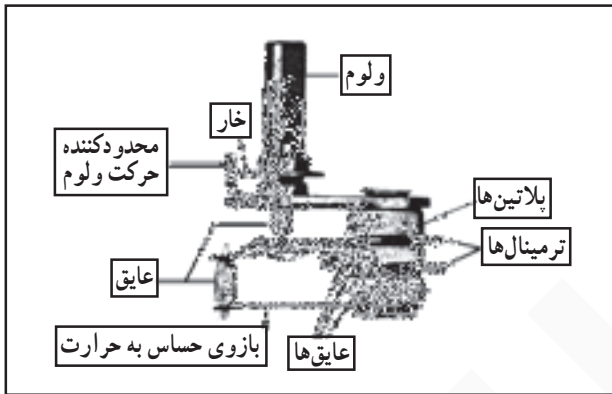 ولوم
خار
محدودکننده
حرکت ولوم
پلاتین‌ها
ترمینال‌ها
عایق
بازوی حساس به حرارت
عایق‌ها